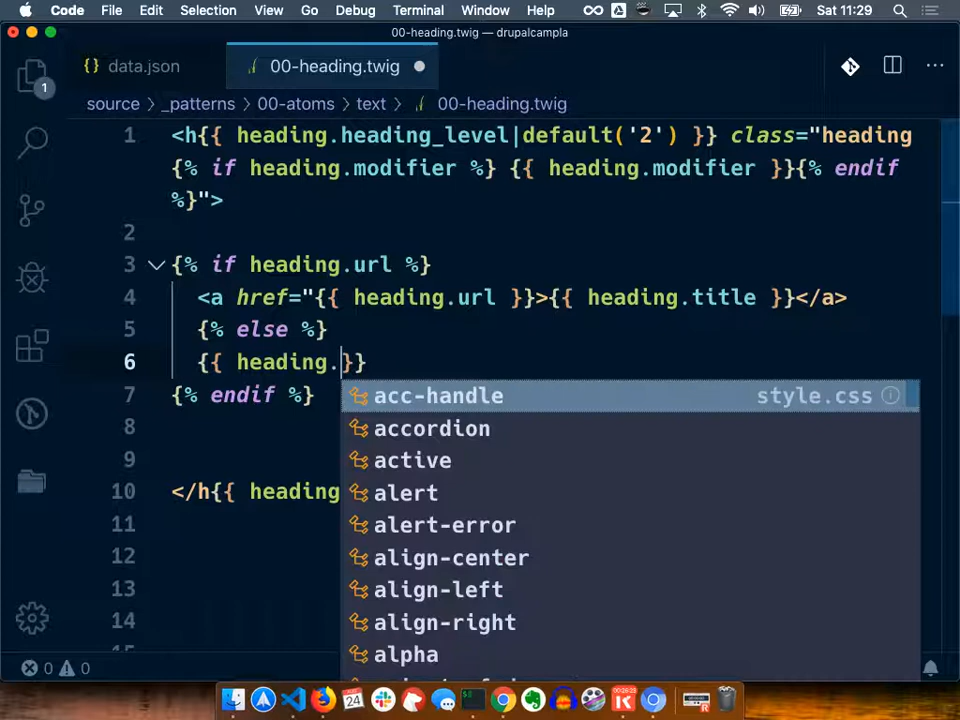 Code File Edit Selection View Go Debug Terminal Window Help Sat 11:29
00-heading.twig — drupalcampla
{} data.json 00-heading.twig
source > _patterns > 00-atoms > text > 00-heading.twig
1 <h{{ heading.heading_level|default('2') }} class="heading
{% if heading.modifier %} {{ heading.modifier }}{% endif
%}">
2
3 {% if heading.url %}
4 <a href="{{ heading.url }}>{{ heading.title }}</a>
5 {% else %}
6 {{ heading.}}
7 {% endif %}
acc-handle style.css
8 accordion
9 active
10 </h{{ heading
alert
11 alert-error
12 align-center
13 align-left
14 align-right
alpha
0 0
1
24